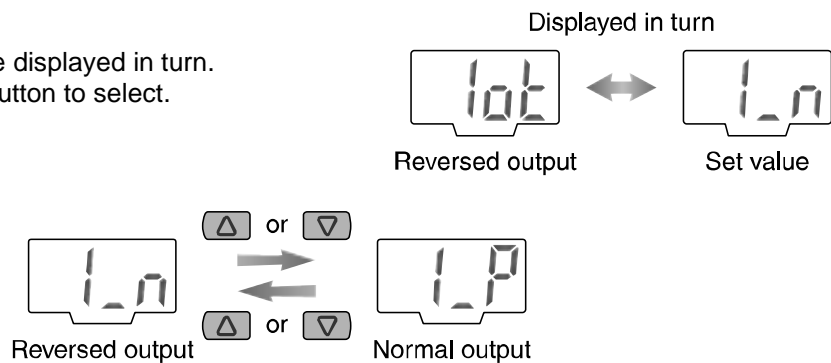 Displayed in turn
e displayed in turn.
utton to select.
1ot
1_n
Reversed output
Set value
or
1_n
1_P
or
Reversed output
Normal output